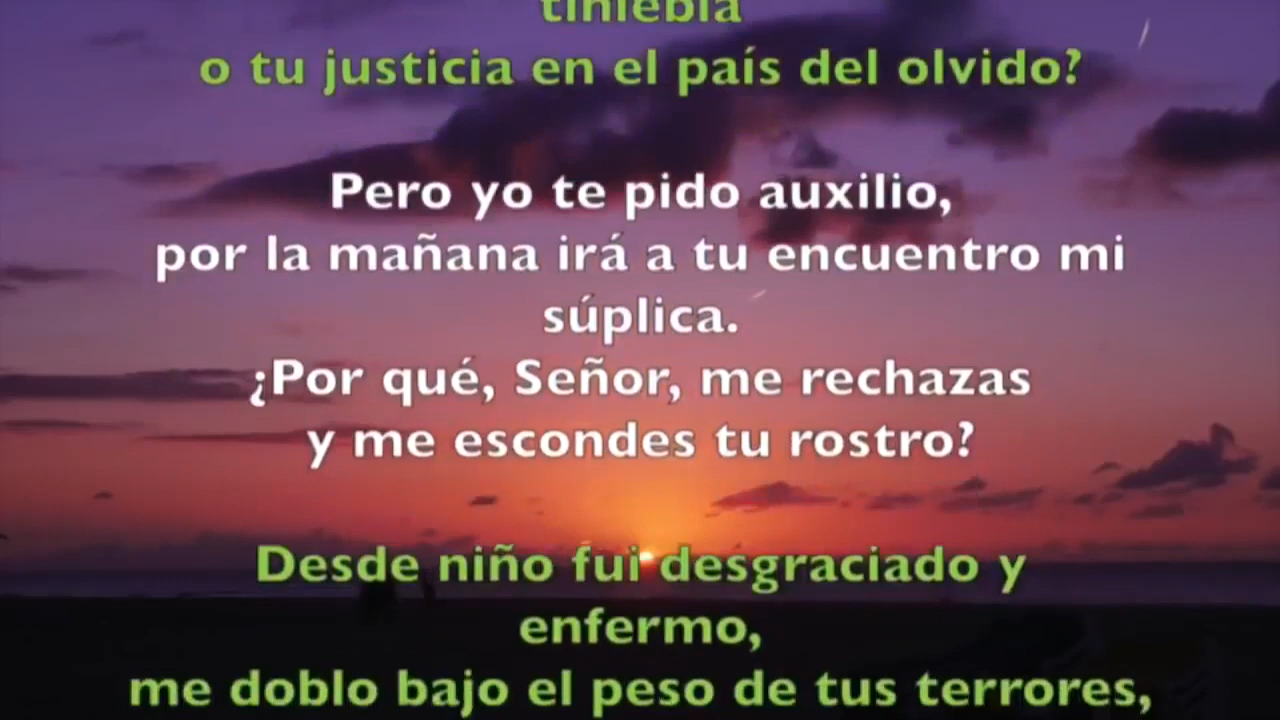 tiniebla
o tu justicia en el país del olvido?
Pero yo te pido auxilio,
por la mañana irá a tu encuentro mi
súplica.
¿Por qué, Señor, me rechazas
y me escondes tu rostro?
Desde niño fui desgraciado y
enfermo,
me doblo bajo el peso de tus terrores,